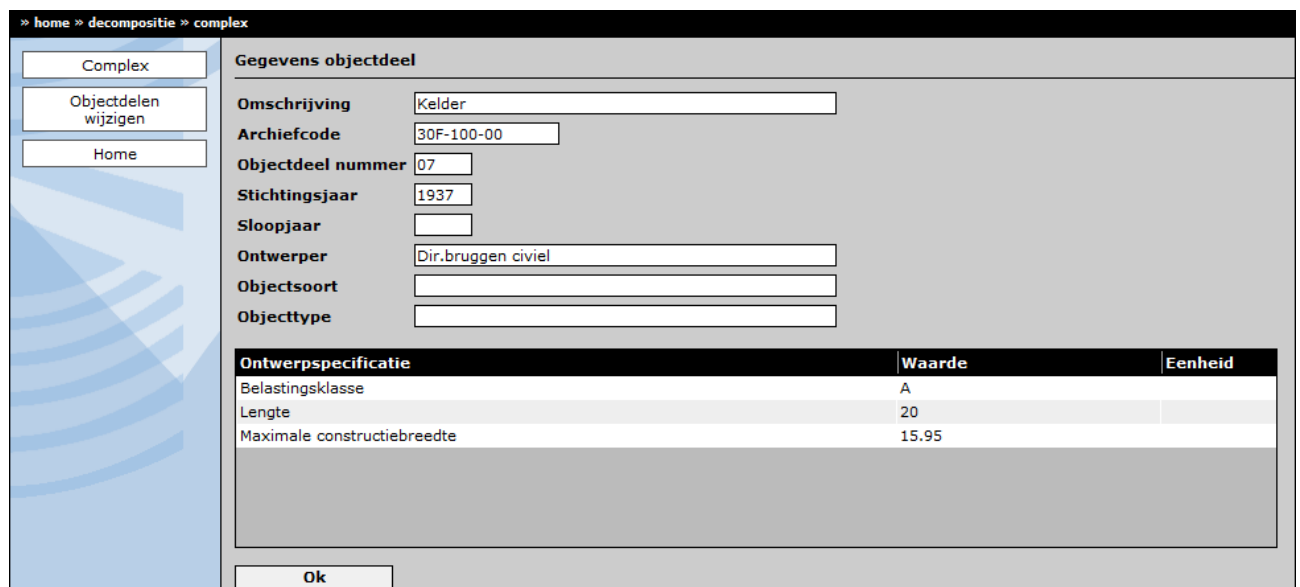 » home » decompositie » complex
Complex
Objectdelen
wijzigen
Home
Gegevens objectdeel
Omschrijving Kelder
Archiefcode 30F-100-00
Objectdeel nummer 07
Stichtingsjaar 1937
Sloopjaar
Ontwerper Dir.bruggen civiel
Objectsoort
Objecttype
Ontwerpspecificatie Waarde Eenheid
Belastingsklasse A
Lengte 20
Maximale constructiebreedte 15.95
Ok